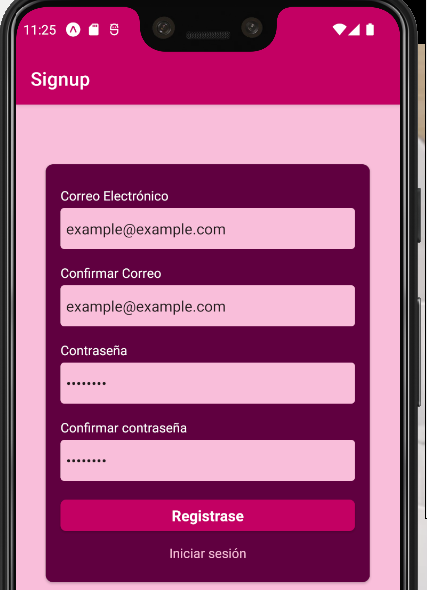 11:25
Signup
Correo Electrónico
example@example.com
Confirmar Correo
example@example.com
Contraseña
••••••••
Confirmar contraseña
••••••••
Registrase
Iniciar sesión